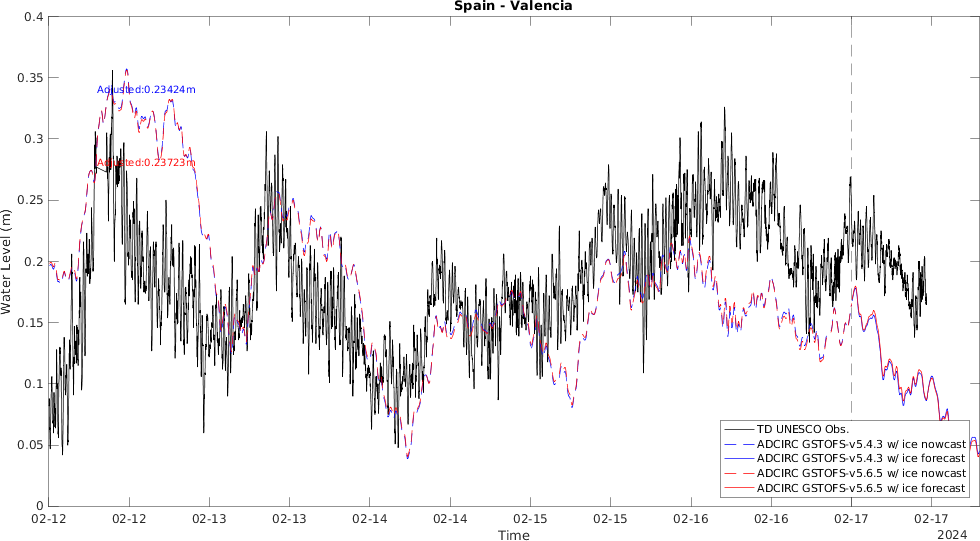 Spain - Valencia
0.4
0.35
0.3
0.25
0.2
0.15
0.1
0.05
0
Water Level (m)
Adjusted:0.23424m
Adjusted:0.23723m
TD UNESCO Obs.
ADCIRC GSTOFS-v5.4.3 w/ ice nowcast
ADCIRC GSTOFS-v5.4.3 w/ ice forecast
ADCIRC GSTOFS-v5.6.5 w/ ice nowcast
ADCIRC GSTOFS-v5.6.5 w/ ice forecast
02-12 02-12 02-13 02-13 02-14 02-14 02-15 02-15 02-16 02-16 02-17 02-17
Time
2024